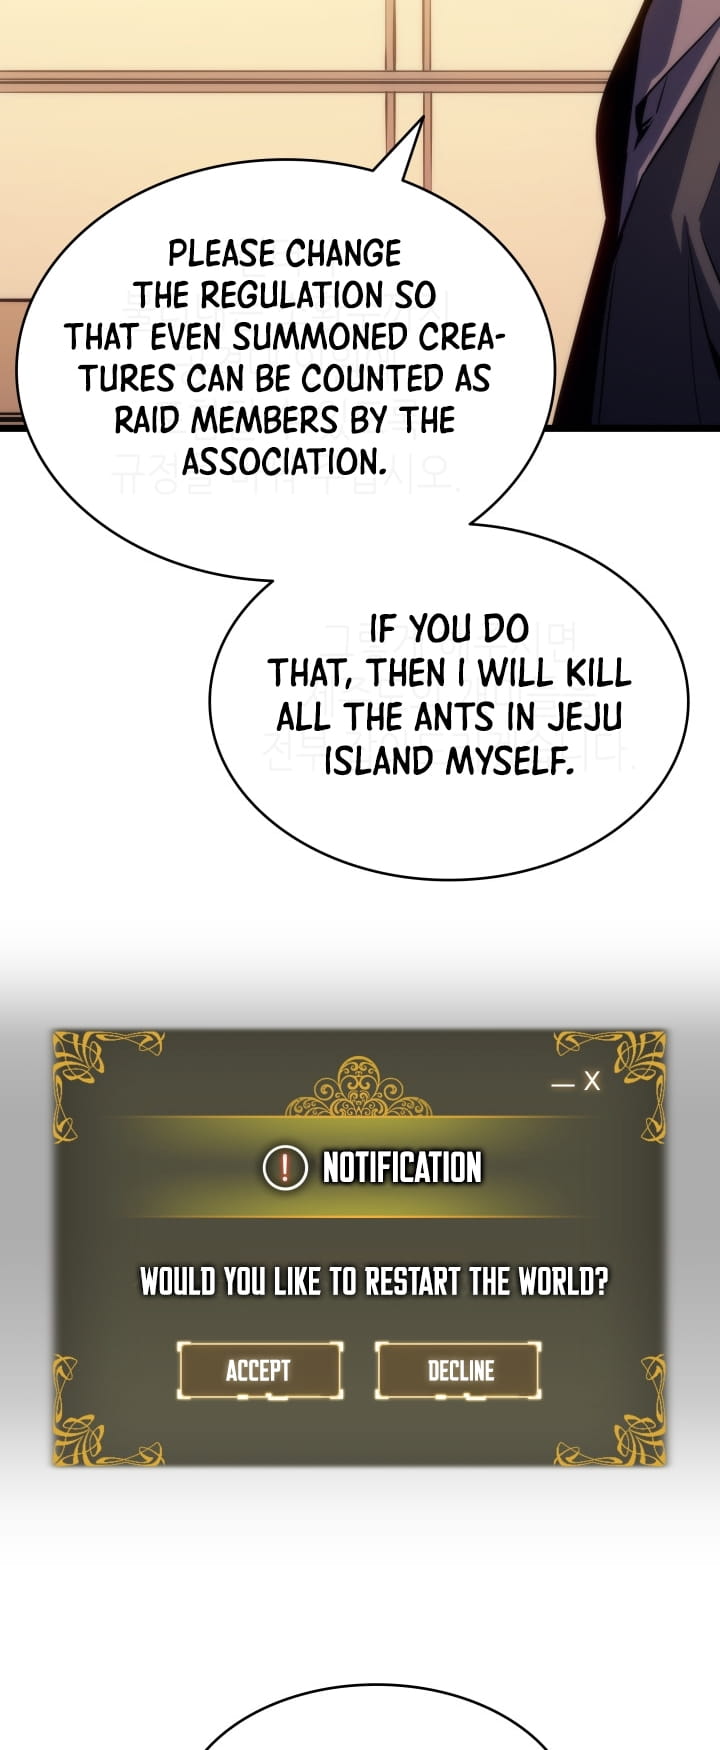 PLEASE CHANGE
THE REGULATION SO
THAT EVEN SUMMONED CREA-
TURES CAN BE COUNTED AS
RAID MEMBERS BY THE
ASSOCIATION.
IF YOU DO
THAT, THEN I WILL KILL
ALL THE ANTS IN JEJU
ISLAND MYSELF.
— X
! NOTIFICATION
WOULD YOU LIKE TO RESTART THE WORLD?
ACCEPT DECLINE